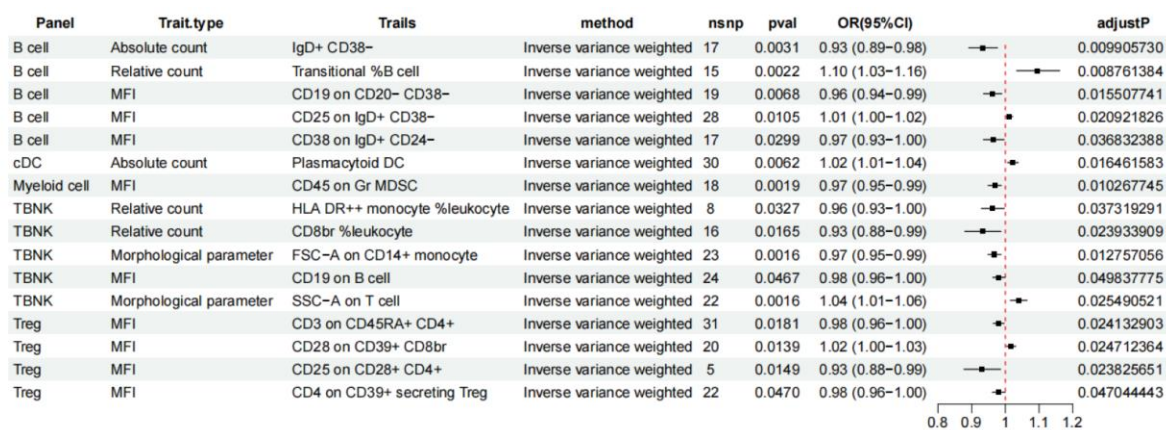 Panel Trait.type Trails method nsnp pval OR(95%CI) adjustP
B cell Absolute count IgD+ CD38− Inverse variance weighted 17 0.0031 0.93 (0.89−0.98) 0.009905730
B cell Relative count Transitional %B cell Inverse variance weighted 15 0.0022 1.10 (1.03−1.16) 0.008761384
B cell MFI CD19 on CD20− CD38− Inverse variance weighted 19 0.0068 0.96 (0.94−0.99) 0.015507741
B cell MFI CD25 on IgD+ CD38− Inverse variance weighted 28 0.0105 1.01 (1.00−1.02) 0.020921826
B cell MFI CD38 on IgD+ CD24− Inverse variance weighted 17 0.0299 0.97 (0.93−1.00) 0.036832388
cDC Absolute count Plasmacytoid DC Inverse variance weighted 30 0.0062 1.02 (1.01−1.04) 0.016461583
Myeloid cell MFI CD45 on Gr MDSC Inverse variance weighted 18 0.0019 0.97 (0.95−0.99) 0.010267745
TBNK Relative count HLA DR++ monocyte %leukocyte Inverse variance weighted 8 0.0327 0.96 (0.93−1.00) 0.037319291
TBNK Relative count CD8br %leukocyte Inverse variance weighted 16 0.0165 0.93 (0.88−0.99) 0.023933909
TBNK Morphological parameter FSC−A on CD14+ monocyte Inverse variance weighted 23 0.0016 0.97 (0.95−0.99) 0.012757056
TBNK MFI CD19 on B cell Inverse variance weighted 24 0.0467 0.98 (0.96−1.00) 0.049837775
TBNK Morphological parameter SSC−A on T cell Inverse variance weighted 22 0.0016 1.04 (1.01−1.06) 0.025490521
Treg MFI CD3 on CD45RA+ CD4+ Inverse variance weighted 31 0.0181 0.98 (0.96−1.00) 0.024132903
Treg MFI CD28 on CD39+ CD8br Inverse variance weighted 20 0.0139 1.02 (1.00−1.03) 0.024712364
Treg MFI CD25 on CD28+ CD4+ Inverse variance weighted 5 0.0149 0.93 (0.88−0.99) 0.023825651
Treg MFI CD4 on CD39+ secreting Treg Inverse variance weighted 22 0.0470 0.98 (0.96−1.00) 0.047044443
0.8 0.9 1 1.1 1.2